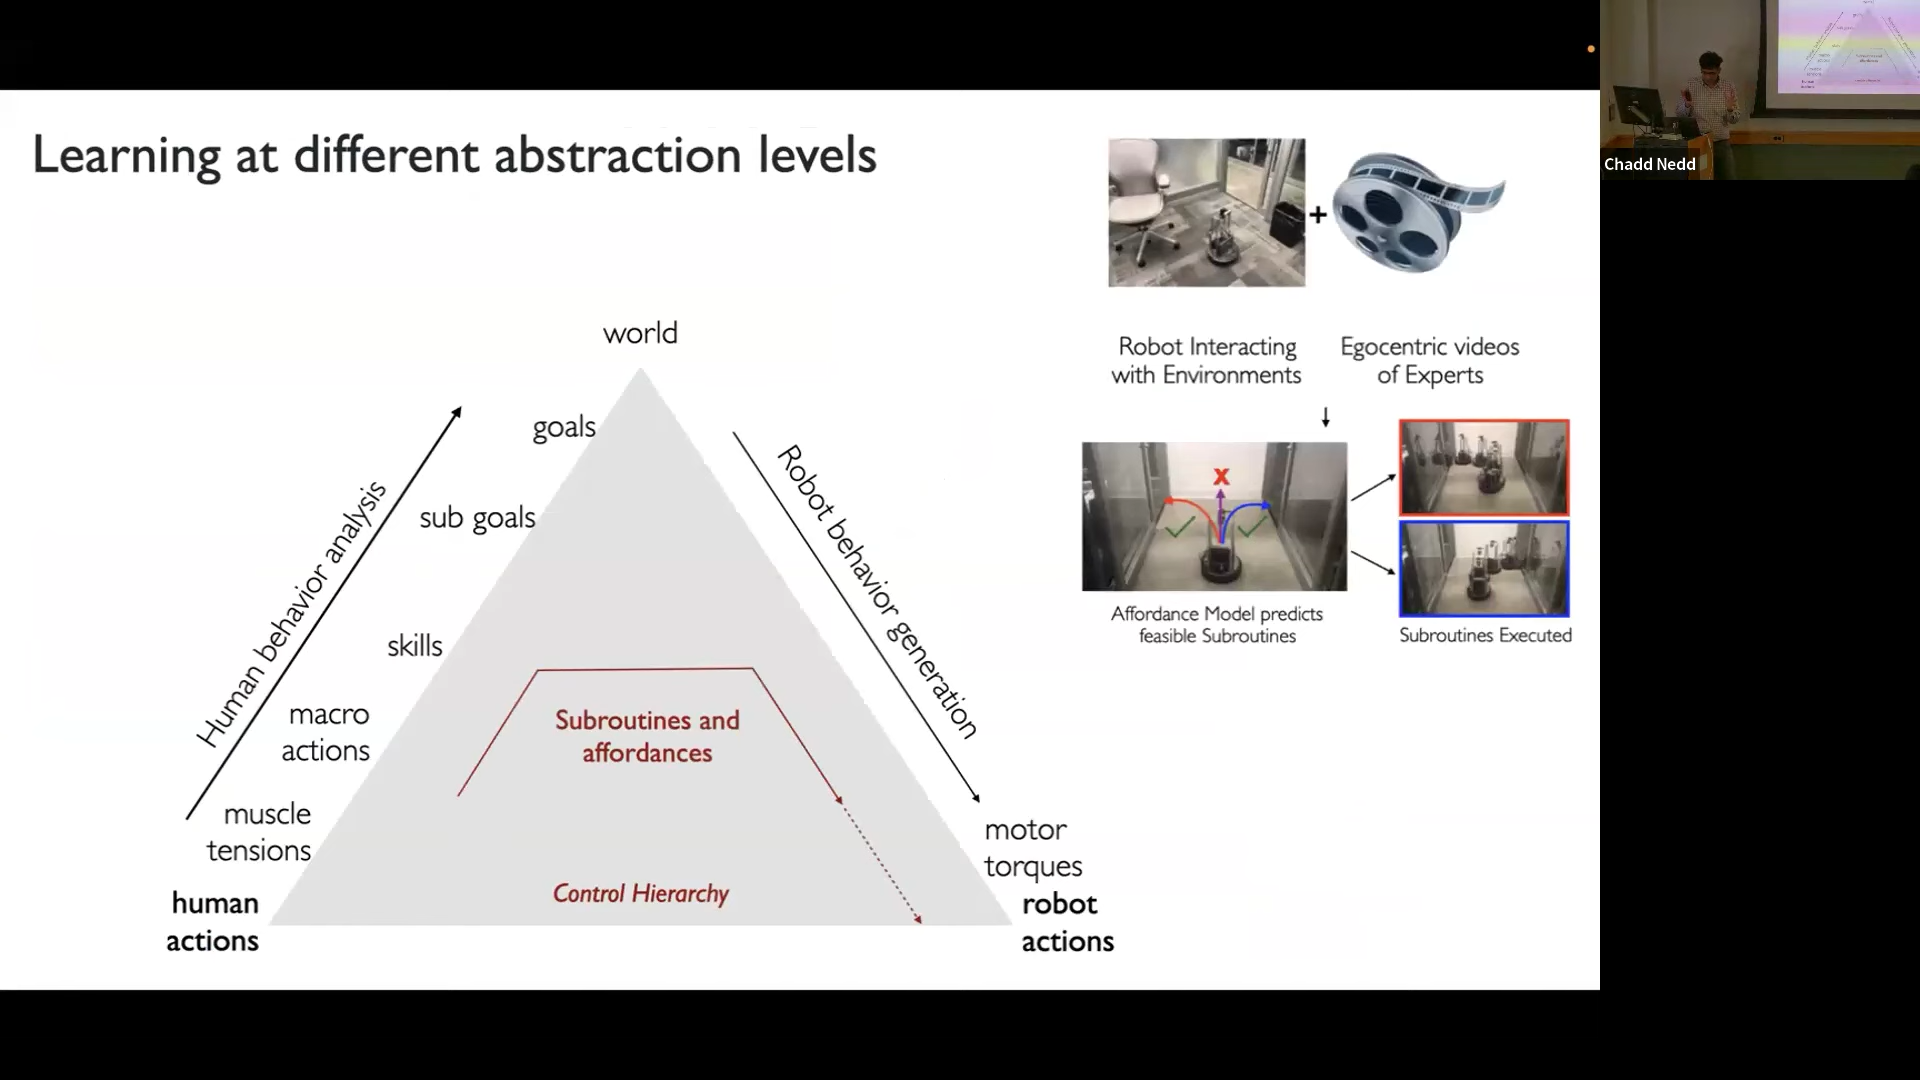 Learning at different abstraction levels
world
goals
sub goals
skills
macro
actions
muscle
tensions
human
actions
Human behavior analysis
Robot behavior generation
Subroutines and
affordances
Control Hierarchy
motor
torques
robot
actions
+
Robot Interacting
with Environments
Egocentric videos
of Experts
X
Affordance Model predicts
feasible Subroutines
Subroutines Executed
Chadd Nedd